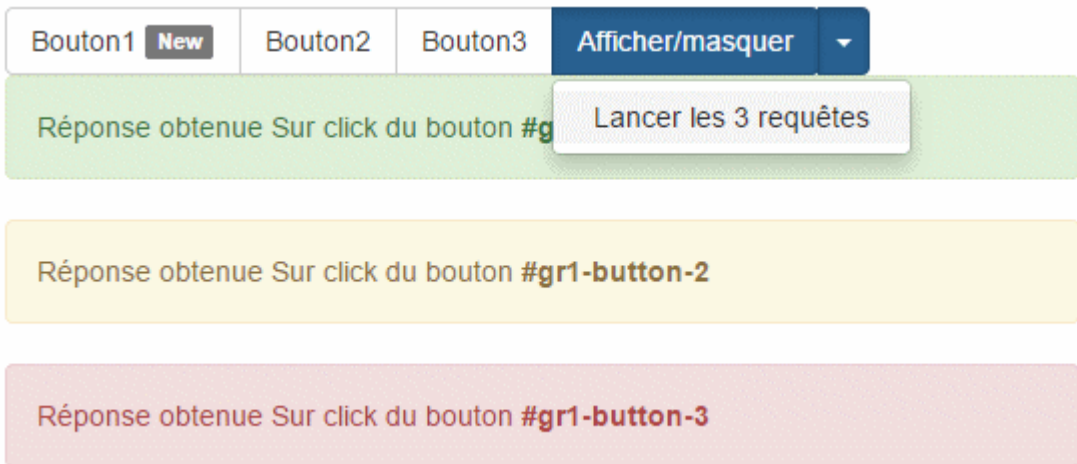 Bouton1 New Bouton2 Bouton3 Afficher/masquer
Lancer les 3 requêtes
Réponse obtenue Sur click du bouton #g
Réponse obtenue Sur click du bouton #gr1-button-2
Réponse obtenue Sur click du bouton #gr1-button-3